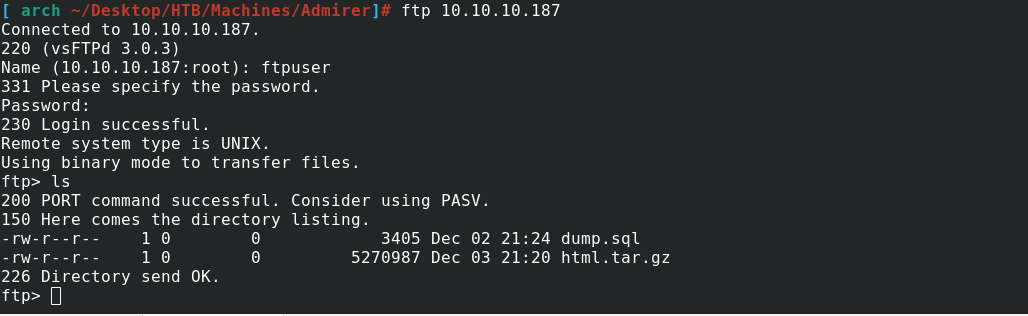 [ arch ~/Desktop/HTB/Machines/Admirer]# ftp 10.10.10.187
Connected to 10.10.10.187.
220 (vsFTPd 3.0.3)
Name (10.10.10.187:root): ftpuser
331 Please specify the password.
Password:
230 Login successful.
Remote system type is UNIX.
Using binary mode to transfer files.
ftp> ls
200 PORT command successful. Consider using PASV.
150 Here comes the directory listing.
-rw-r--r--    1 0        0            3405 Dec 02 21:24 dump.sql
-rw-r--r--    1 0        0         5270987 Dec 03 21:20 html.tar.gz
226 Directory send OK.
ftp>